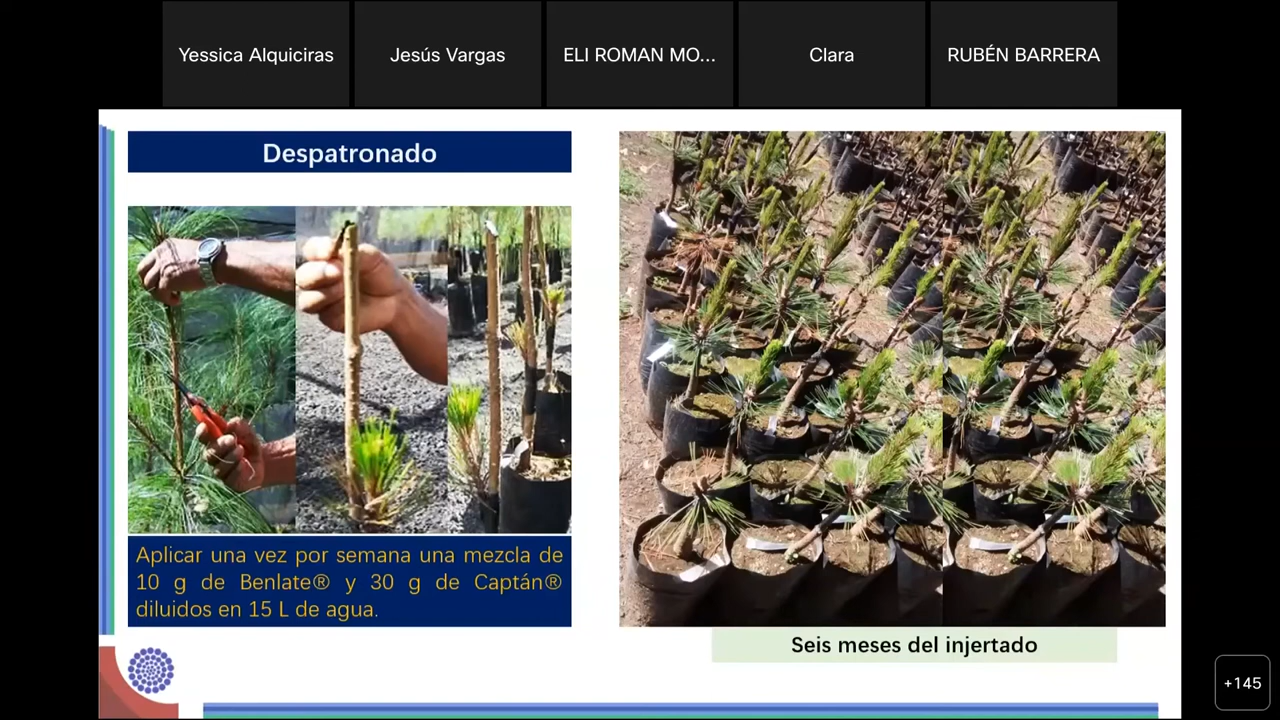 Yessica Alquiciras
Jesús Vargas
ELI ROMAN MO...
Clara
RUBÉN BARRERA
Despatronado
Aplicar una vez por semana una mezcla de
10 g de Benlate® y 30 g de Captán®
diluidos en 15 L de agua.
Seis meses del injertado
+145